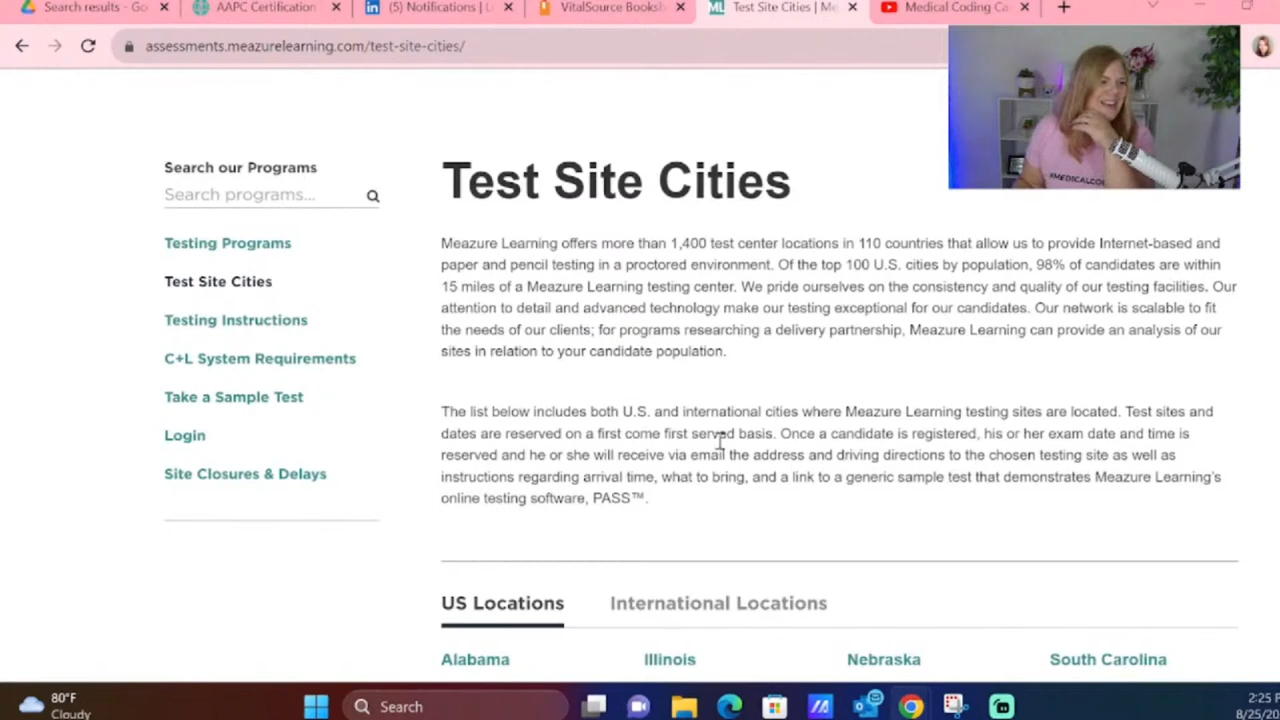 Search results - Go
AAPC Certification
(5) Notifications | L
VitalSource Booksh
ML Test Site Cities | Me
Medical Coding Ca
assessments.meazurelearning.com/test-site-cities/
#MEDICALCO
Search our Programs
Search programs...
Testing Programs
Test Site Cities
Testing Instructions
C+L System Requirements
Take a Sample Test
Login
Site Closures & Delays
Test Site Cities
Meazure Learning offers more than 1,400 test center locations in 110 countries that allow us to provide Internet-based and
paper and pencil testing in a proctored environment. Of the top 100 U.S. cities by population, 98% of candidates are within
15 miles of a Meazure Learning testing center. We pride ourselves on the consistency and quality of our testing facilities. Our
attention to detail and advanced technology make our testing exceptional for our candidates. Our network is scalable to fit
the needs of our clients; for programs researching a delivery partnership, Meazure Learning can provide an analysis of our
sites in relation to your candidate population.
The list below includes both U.S. and international cities where Meazure Learning testing sites are located. Test sites and
dates are reserved on a first come first served basis. Once a candidate is registered, his or her exam date and time is
reserved and he or she will receive via email the address and driving directions to the chosen testing site as well as
instructions regarding arrival time, what to bring, and a link to a generic sample test that demonstrates Meazure Learning's
online testing software, PASS™.
US Locations
International Locations
Alabama
Illinois
Nebraska
South Carolina
80°F
Cloudy
Search
2:25 P
8/25/20